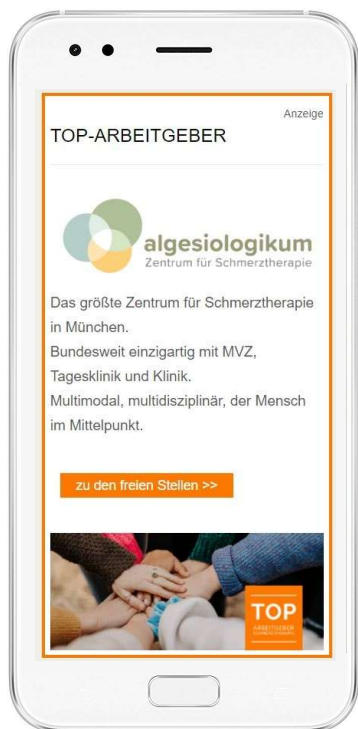 Anzeige
TOP-ARBEITGEBER
algesiologikum
Zentrum für Schmerztherapie
Das größte Zentrum für Schmerztherapie
in München.
Bundesweit einzigartig mit MVZ,
Tagesklinik und Klinik.
Multimodal, multidisziplinär, der Mensch
im Mittelpunkt.
zu den freien Stellen >>
TOP
ARBEITGEBER